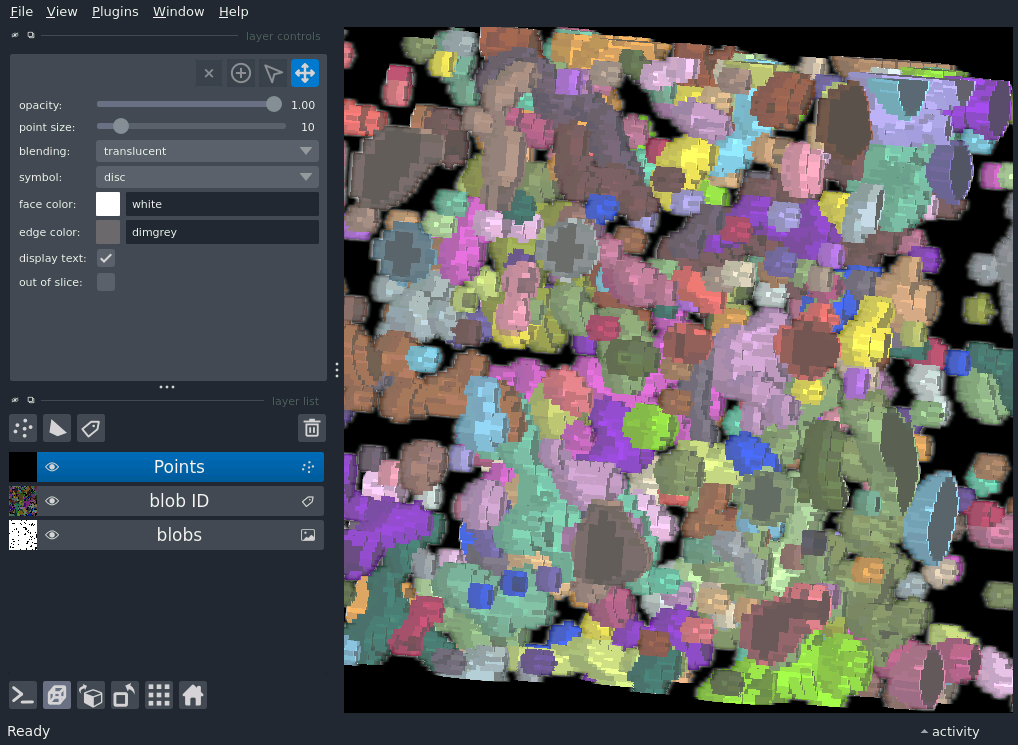 File View Plugins Window Help
layer controls
opacity: 1.00
point size: 10
blending: translucent
symbol: disc
face color: white
edge color: dimgrey
display text:
out of slice:
layer list
Points
blob ID
blobs
Ready activity